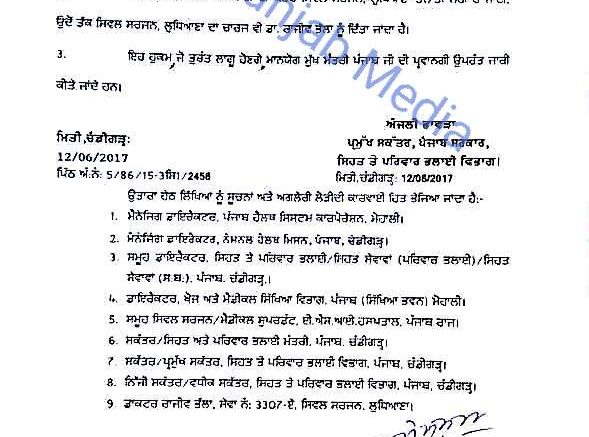 ਉਦੋਂ ਤੱਕ ਸਿਵਲ ਸਰਜਨ, ਲੁਧਿਆਣਾ ਦਾ ਚਾਰਜ ਵੀ ਡਾ. ਰਾਜੀਵ ਭੱਲਾ ਨੂੰ ਦਿੱਤਾ ਜਾਂਦਾ ਹੈ।
3. ਇਹ ਹੁਕਮ ਜੋ ਤੁਰੰਤ ਲਾਗੂ ਹੋਣਗੇ, ਮਾਨਯੋਗ ਮੁੱਖ ਮੰਤਰੀ ਪੰਜਾਬ ਜੀ ਦੀ ਪ੍ਰਵਾਨਗੀ ਉਪਰੰਤ ਜਾਰੀ
ਕੀਤੇ ਜਾਂਦੇ ਹਨ।
njab Media
ਅੰਜਲੀ ਭਾਵੜਾ
ਮਿਤੀ,ਚੰਡੀਗੜ੍ਹ: ਪ੍ਰਮੁੱਖ ਸਕੱਤਰ, ਪੰਜਾਬ ਸਰਕਾਰ,
12/06/2017 ਸਿਹਤ ਤੇ ਪਰਿਵਾਰ ਭਲਾਈ ਵਿਭਾਗ।
ਪਿੱਠ ਅੰ.ਨੰ: 5/86/15-3ਸਿ1/2458 ਮਿਤੀ,ਚੰਡੀਗੜ੍ਹ: 12/06/2017
ਉਤਾਰਾ ਹੇਠ ਲਿੱਖਿਆਂ ਨੂੰ ਸੂਚਨਾਂ ਅਤੇ ਅਗਲੇਰੀ ਲੋੜੀਂਦੀ ਕਾਰਵਾਈ ਹਿਤ ਭੇਜਿਆ ਜਾਂਦਾ ਹੈ:-
1. ਮੈਨੇਜਿੰਗ ਡਾਇਰੈਕਟਰ, ਪੰਜਾਬ ਹੈਲਥ ਸਿਸਟਮ ਕਾਰਪੋਰੇਸ਼ਨ, ਮੋਹਾਲੀ।
2. ਮੈਨੇਜਿੰਗ ਡਾਇਰੈਕਟਰ, ਨੈਸ਼ਨਲ ਹੈਲਥ ਮਿਸ਼ਨ, ਪੰਜਾਬ, ਚੰਡੀਗੜ੍ਹ।
3. ਸਮੂਹ ਡਾਇਰੈਕਟਰ, ਸਿਹਤ ਤੇ ਪਰਿਵਾਰ ਭਲਾਈ/ਸਿਹਤ ਸੇਵਾਵਾਂ (ਪਰਿਵਾਰ ਭਲਾਈ)/ਸਿਹਤ
ਸੇਵਾਵਾਂ (ਸ:ਬ:), ਪੰਜਾਬ, ਚੰਡੀਗੜ੍ਹ,।
4. ਡਾਇਰੈਕਟਰ, ਖੋਜ ਅਤੇ ਮੈਡੀਕਲ ਸਿੱਖਿਆ ਵਿਭਾਗ, ਪੰਜਾਬ (ਸਿੱਖਿਆ ਭਵਨ) ਮੋਹਾਲੀ।
5. ਸਮੂਹ ਸਿਵਲ ਸਰਜਨ/ਮੈਡੀਕਲ ਸੁਪਰਡੰਟ, ਈ.ਐਸ.ਆਈ.ਹਸਪਤਾਲ, ਪੰਜਾਬ ਰਾਜ।
6. ਸਕੱਤਰ/ਸਿਹਤ ਅਤੇ ਪਰਿਵਾਰ ਭਲਾਈ ਮੰਤਰੀ, ਪੰਜਾਬ, ਚੰਡੀਗੜ੍ਹ।
7. ਸਕੱਤਰ/ਪ੍ਰਮੁੱਖ ਸਕੱਤਰ, ਸਿਹਤ ਤੇ ਪਰਿਵਾਰ ਭਲਾਈ ਵਿਭਾਗ, ਪੰਜਾਬ, ਚੰਡੀਗੜ੍ਹ।
8. ਨਿੱਜੀ ਸਕੱਤਰ/ਵਧੀਕ ਸਕੱਤਰ, ਸਿਹਤ ਤੇ ਪਰਿਵਾਰ ਭਲਾਈ ਵਿਭਾਗ, ਪੰਜਾਬ, ਚੰਡੀਗੜ੍ਹ।
9 ਡਾਕਟਰ ਰਾਜੀਵ ਭੱਲਾ, ਸੇਵਾ ਨੰ: 3307-ਏ, ਸਿਵਲ ਸਰਜਨ, ਲੁਧਿਆਣਾ।